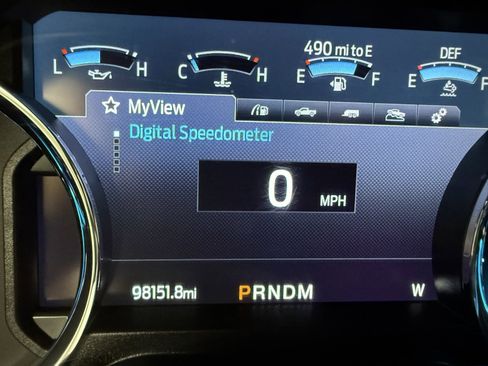 490 mi to E
DEF
L H C H E F E F
MyView
Digital Speedometer
0 MPH
98151.8mi PRNDM W